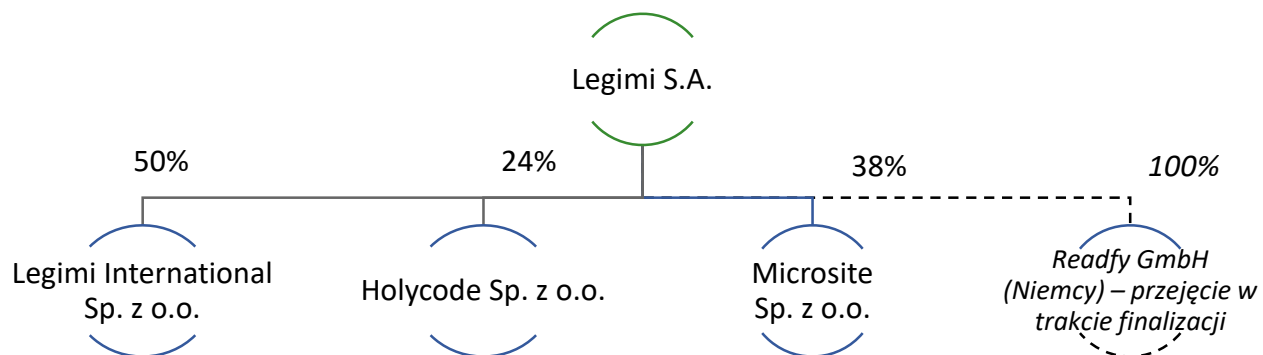 Legimi S.A.
50%
24%
38%
100%
Legimi International
Sp. z o.o.
Holycode Sp. z o.o.
Microsite
Sp. z o.o.
Readfy GmbH
(Niemcy) – przejęcie w
trakcie finalizacji